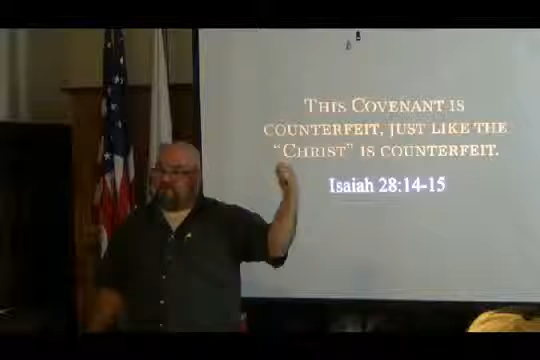 THIS COVENANT IS
COUNTERFEIT, JUST LIKE THE
"CHRIST" IS COUNTERFEIT.
Isaiah 28:14-15